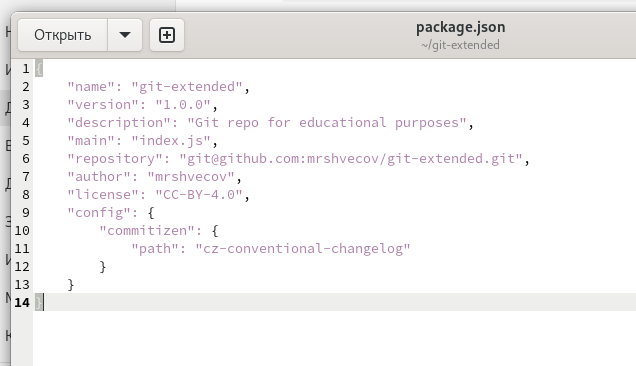 Открыть
package.json
~/git-extended
1 {
2 "name": "git-extended",
3 "version": "1.0.0",
4 "description": "Git repo for educational purposes",
5 "main": "index.js",
6 "repository": "git@github.com:mrshvecov/git-extended.git",
7 "author": "mrshvecov",
8 "license": "CC-BY-4.0",
9 "config": {
10 "commitizen": {
11 "path": "cz-conventional-changelog"
12 }
13 }
14 }